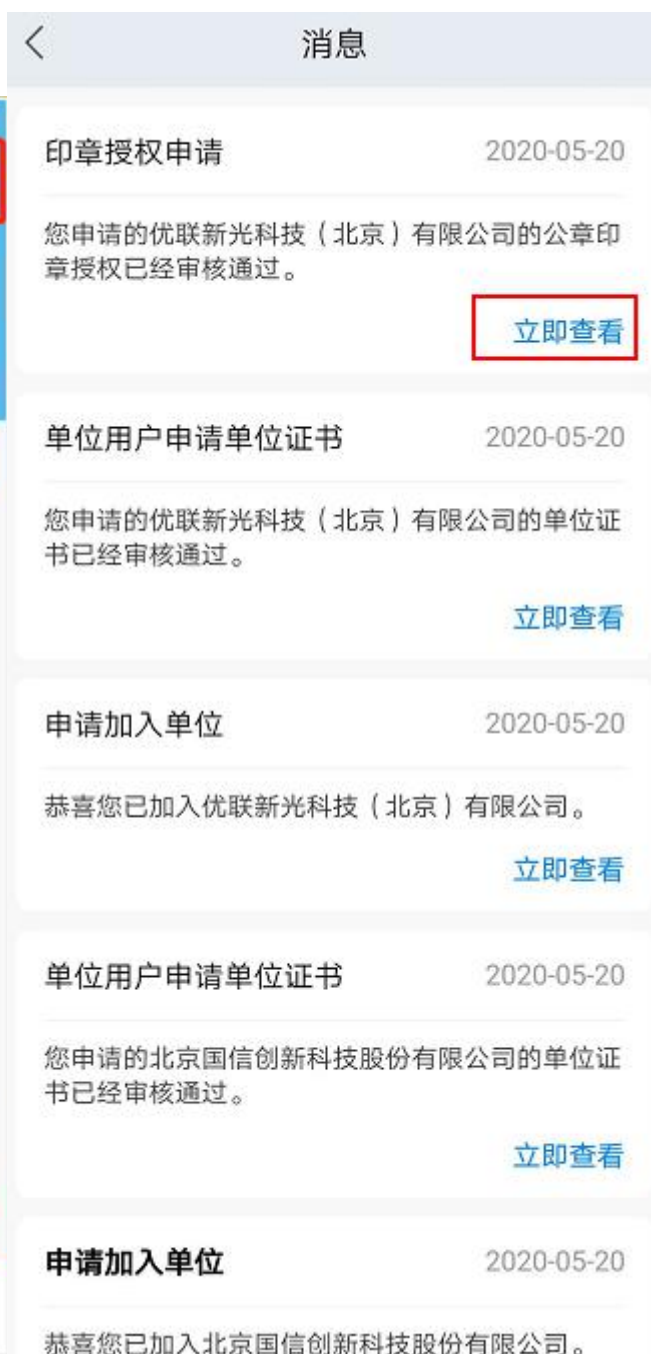 消息
印章授权申请 2020-05-20
您申请的优联新光科技（北京）有限公司的公章印
章授权已经审核通过。
立即查看
单位用户申请单位证书 2020-05-20
您申请的优联新光科技（北京）有限公司的单位证
书已经审核通过。
立即查看
申请加入单位 2020-05-20
恭喜您已加入优联新光科技（北京）有限公司。
立即查看
单位用户申请单位证书 2020-05-20
您申请的北京国信创新科技股份有限公司的单位证
书已经审核通过。
立即查看
申请加入单位 2020-05-20
恭喜您已加入北京国信创新科技股份有限公司。